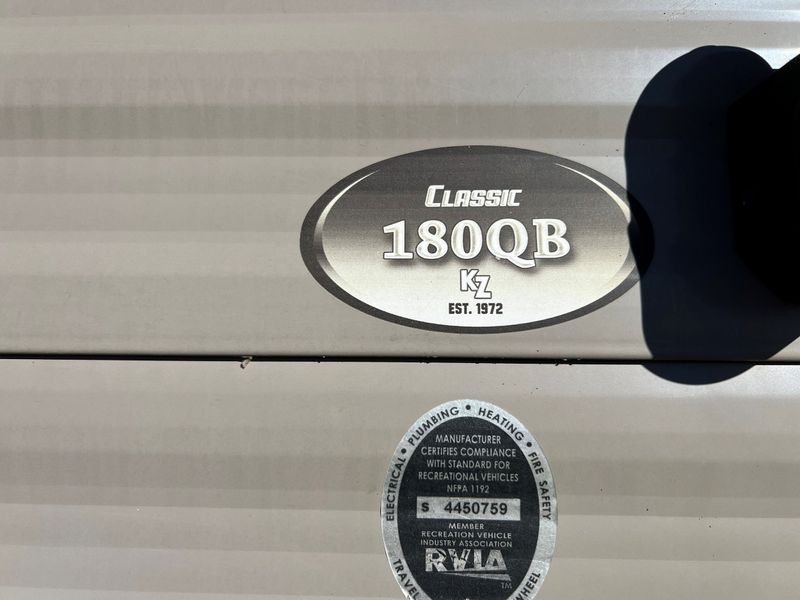 CLASSIC
180QB
KZ
EST. 1972
ELECTRICAL • PLUMBING • HEATING • FIRE SAFETY
MANUFACTURER
CERTIFIES COMPLIANCE
WITH STANDARD FOR
RECREATIONAL VEHICLES
NFPA 1192
S 4450759
MEMBER
RECREATION VEHICLE
INDUSTRY ASSOCIATION
RVIA
TM
TRAVEL
WHEEL